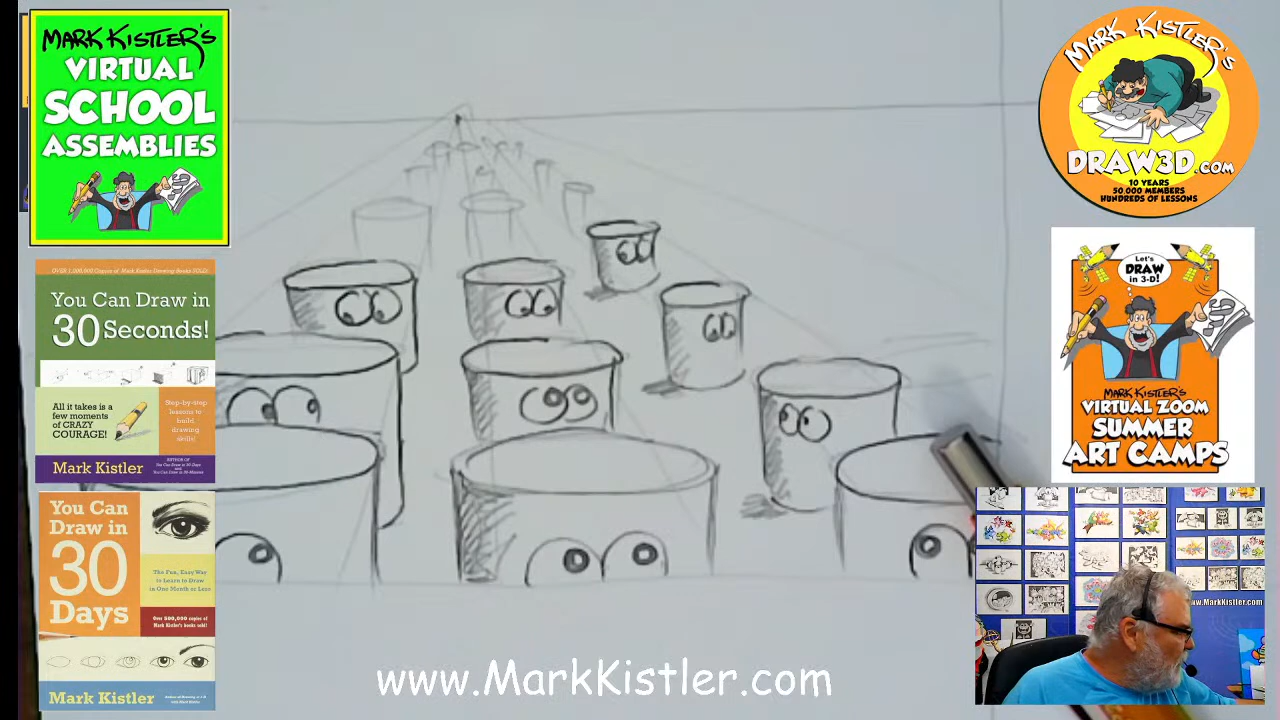 MARK KISTLER'S
VIRTUAL
SCHOOL
ASSEMBLIES
MARK KISTLER'S
DRAW3D.COM
10 YEARS
50 000 MEMBERS
HUNDREDS OF LESSONS
You Can Draw in
30 Seconds!
All it takes is a
few moments
of CRAZY
COURAGE!
Step-by-step
lessons to
build
drawing
skills!
Mark Kistler
Let's
DRAW
in 3-D!
MARK KISTLER'S
VIRTUAL ZOOM
SUMMER
ART CAMPS
You Can
Draw in
30
Days
The Fun, Easy Way
to Learn to Draw
in One Month or Less
Over 500,000 copies of
Mark Kistler's books sold!
Mark Kistler
www.MarkKistler.com
www.MarkKistler.com